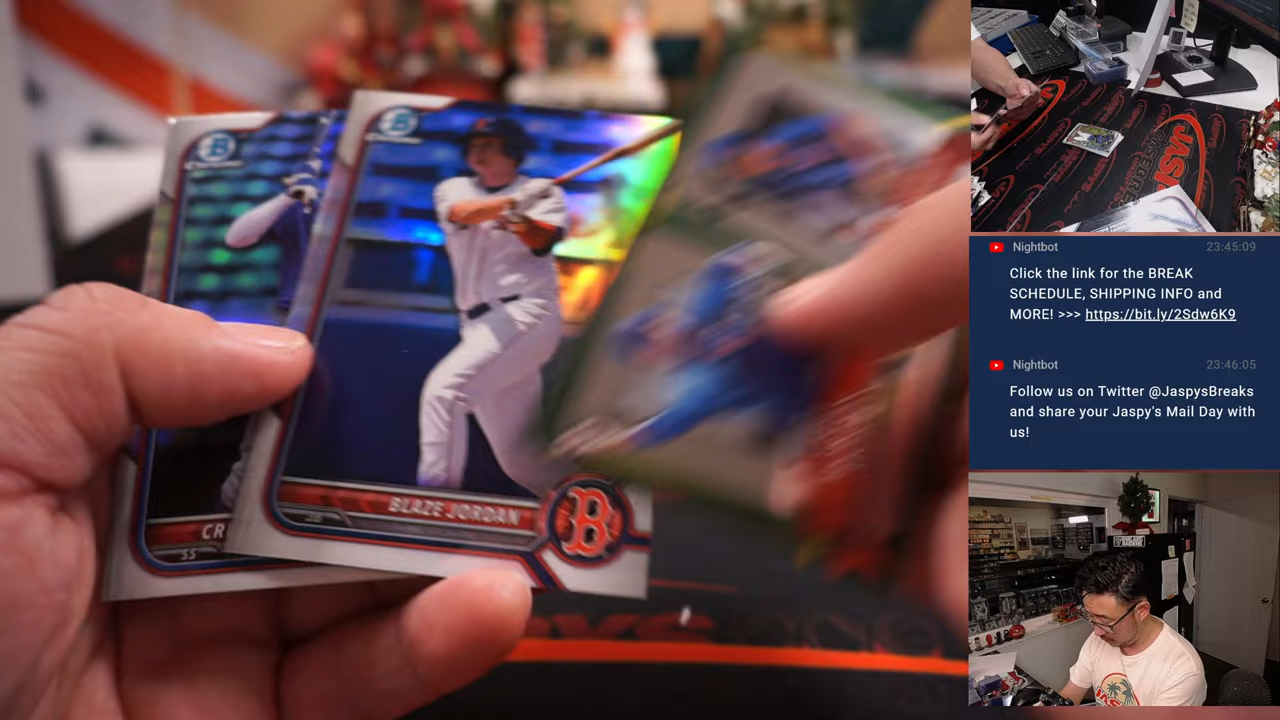 B
B
BLAZE JORDAN
B
CR
SS
JASPY
Nightbot
23:45:09
Click the link for the BREAK
SCHEDULE, SHIPPING INFO and
MORE! >>> https://bit.ly/2Sdw6K9
Nightbot
23:46:05
Follow us on Twitter @JaspysBreaks
and share your Jaspy's Mail Day with
us!